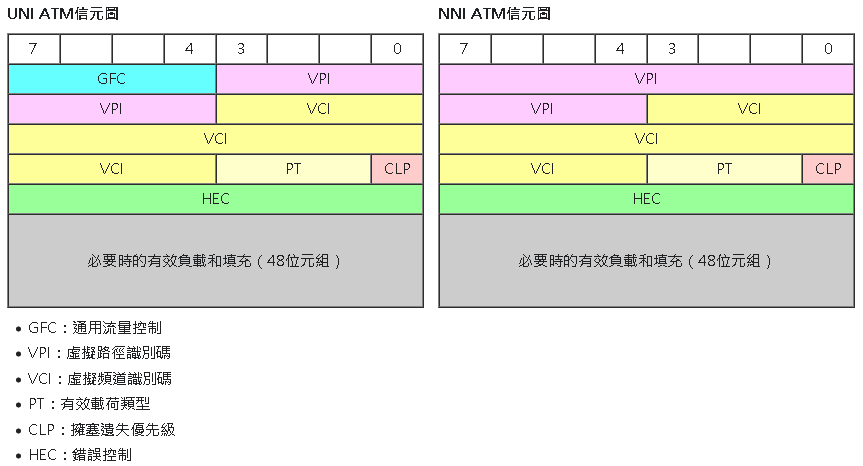 UNI ATM信元圖
7 4 3 0
GFC VPI
VPI VCI
VCI
VCI PT CLP
HEC
必要時的有效負載和填充（48位元組）
NNI ATM信元圖
7 4 3 0
VPI
VPI VCI
VCI
VCI PT CLP
HEC
必要時的有效負載和填充（48位元組）
• GFC：通用流量控制
• VPI：虛擬路徑識別碼
• VCI：虛擬頻道識別碼
• PT：有效載荷類型
• CLP：擁塞遺失優先級
• HEC：錯誤控制